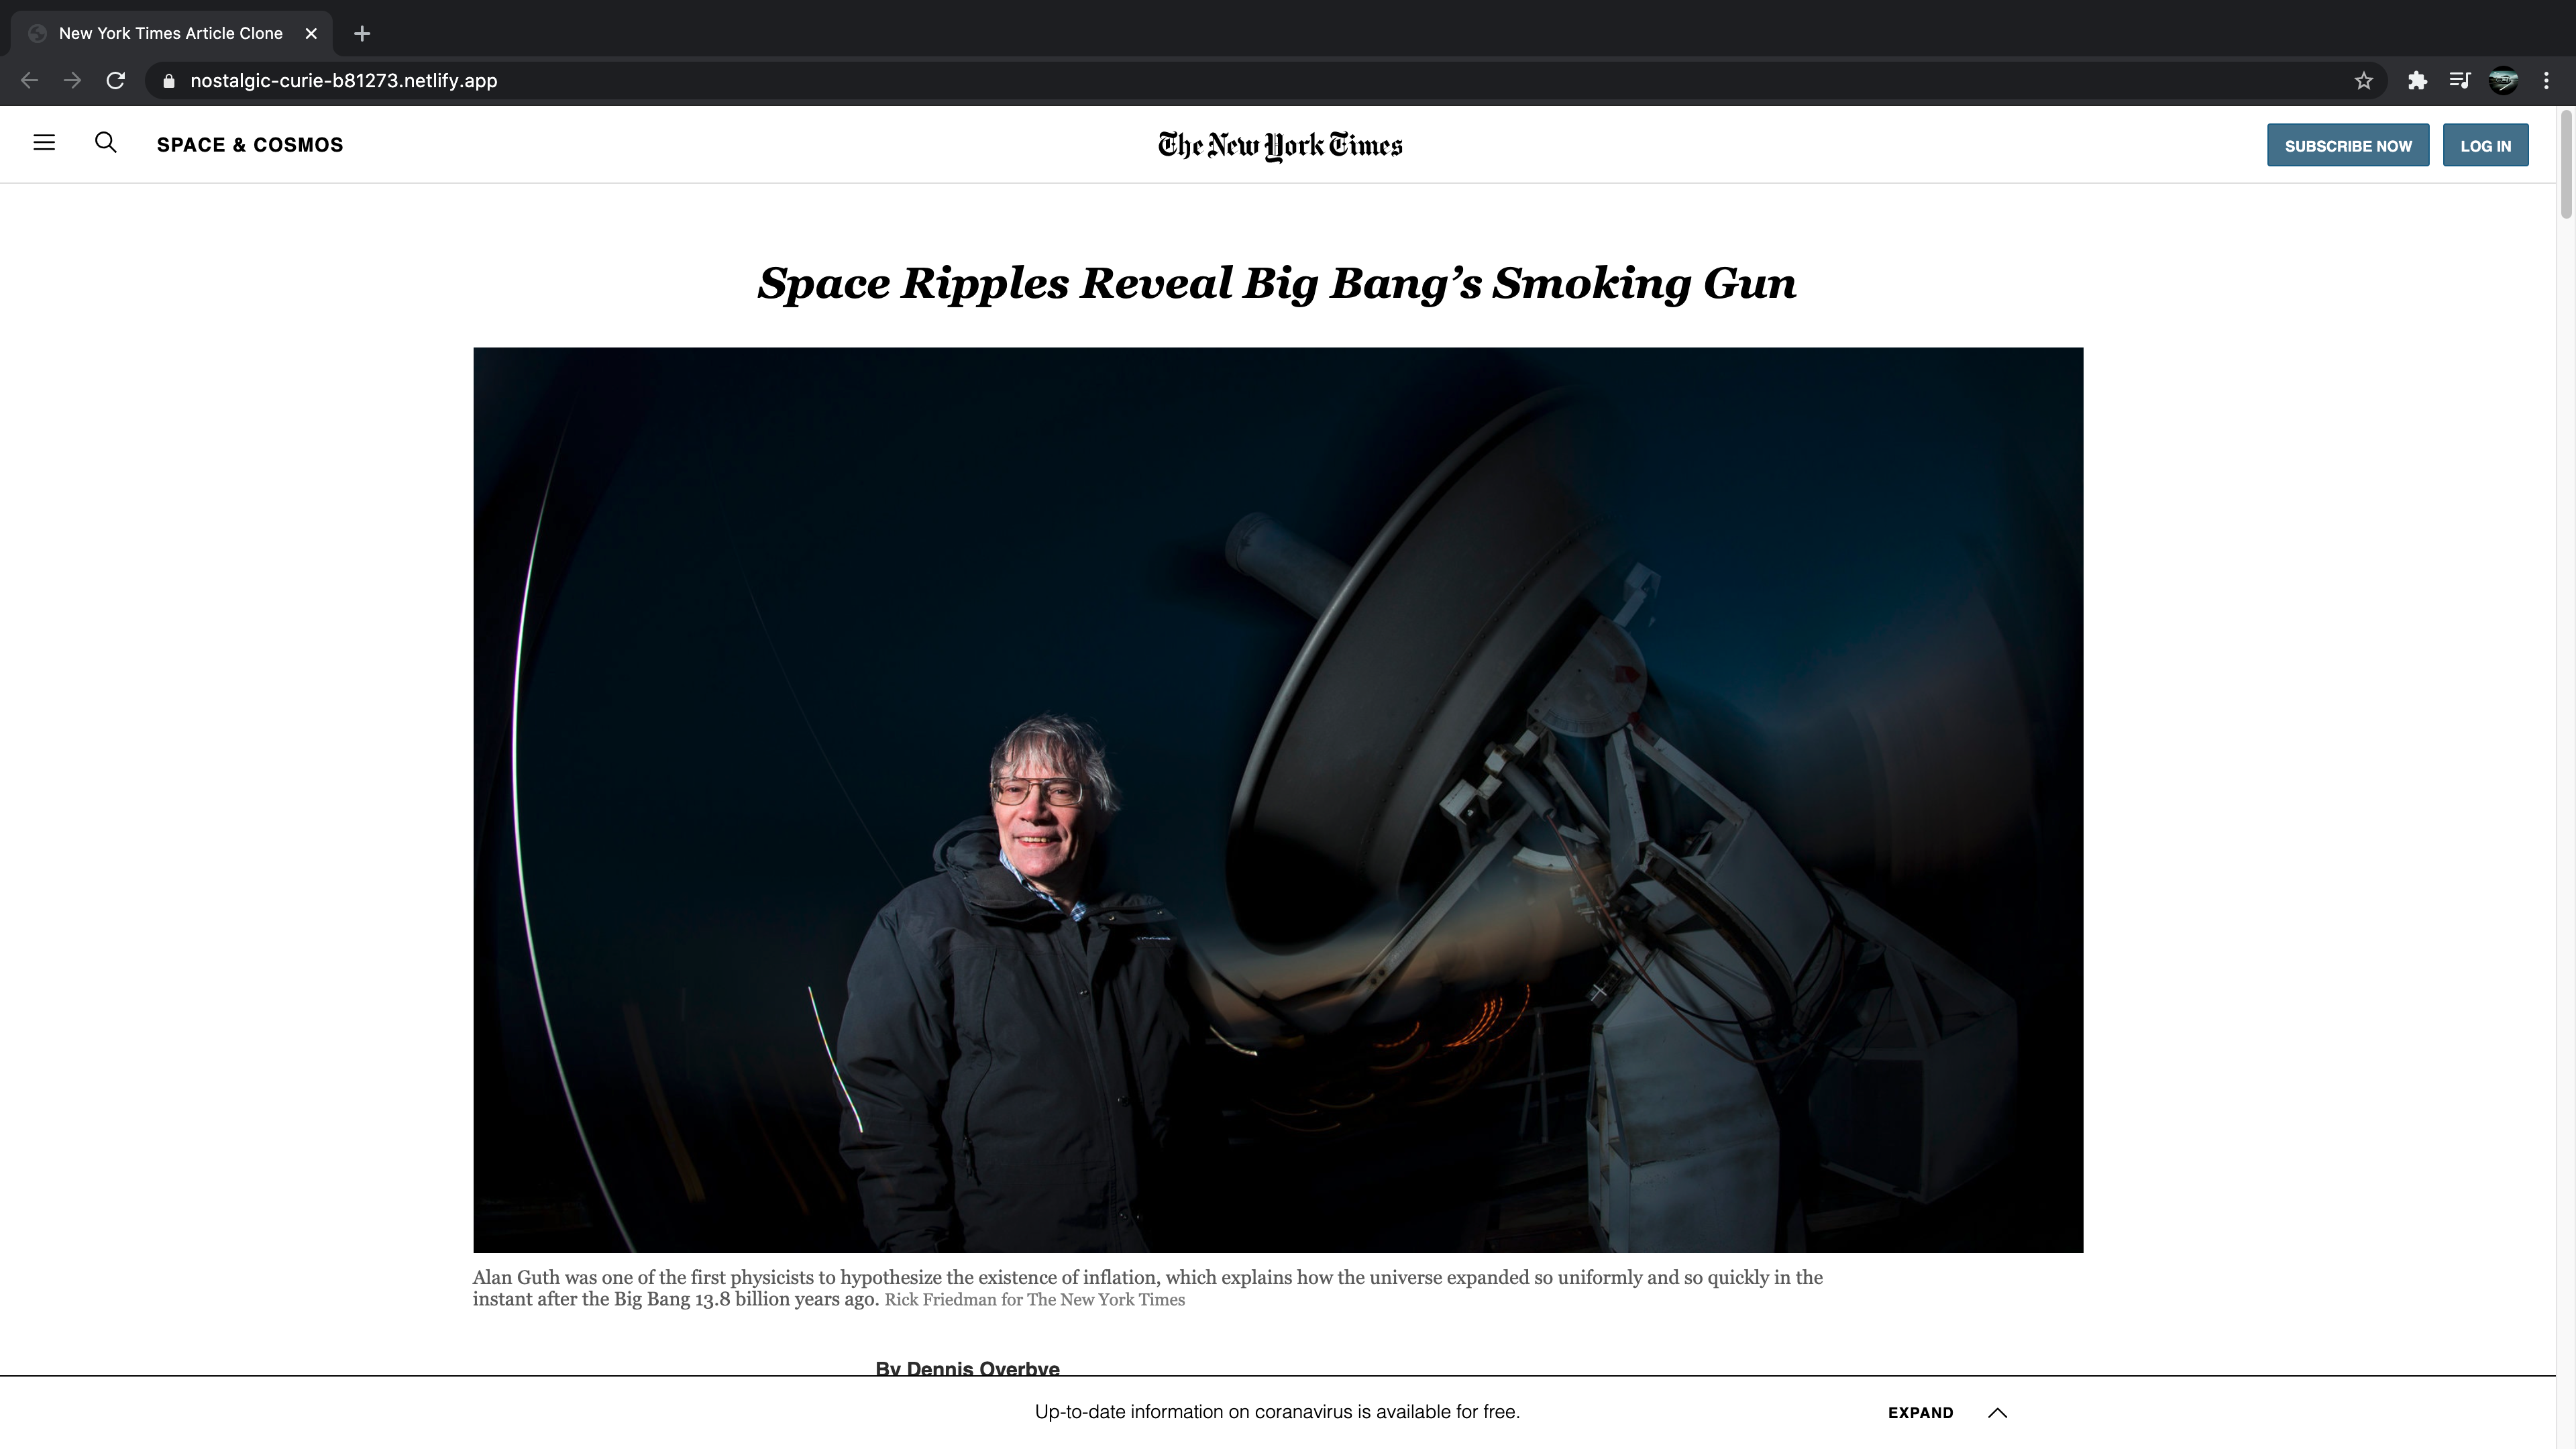 New York Times Article Clone
nostalgic-curie-b81273.netlify.app
SPACE & COSMOS
The New York Times
SUBSCRIBE NOW
LOG IN
Space Ripples Reveal Big Bang’s Smoking Gun
Alan Guth was one of the first physicists to hypothesize the existence of inflation, which explains how the universe expanded so uniformly and so quickly in the
instant after the Big Bang 13.8 billion years ago. Rick Friedman for The New York Times
By Dennis Overbye
Up-to-date information on coranavirus is available for free.
EXPAND